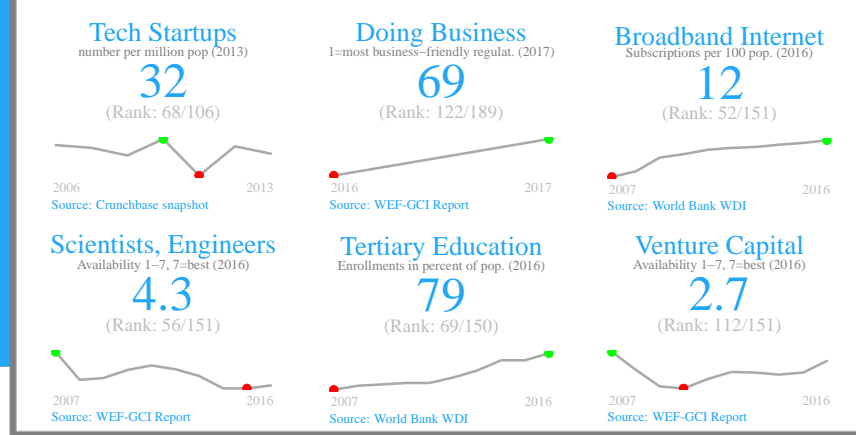 Tech Startups
number per million pop (2013)
32
(Rank: 68/106)
2006 2013
Source: Crunchbase snapshot
Doing Business
1=most business–friendly regulat. (2017)
69
(Rank: 122/189)
2016 2017
Source: WEF-GCI Report
Broadband Internet
Subscriptions per 100 pop. (2016)
12
(Rank: 52/151)
2007 2016
Source: World Bank WDI
Scientists, Engineers
Availability 1–7, 7=best (2016)
4.3
(Rank: 56/151)
2007 2016
Source: WEF-GCI Report
Tertiary Education
Enrollments in percent of pop. (2016)
79
(Rank: 69/150)
2007 2016
Source: World Bank WDI
Venture Capital
Availability 1–7, 7=best (2016)
2.7
(Rank: 112/151)
2007 2016
Source: WEF-GCI Report